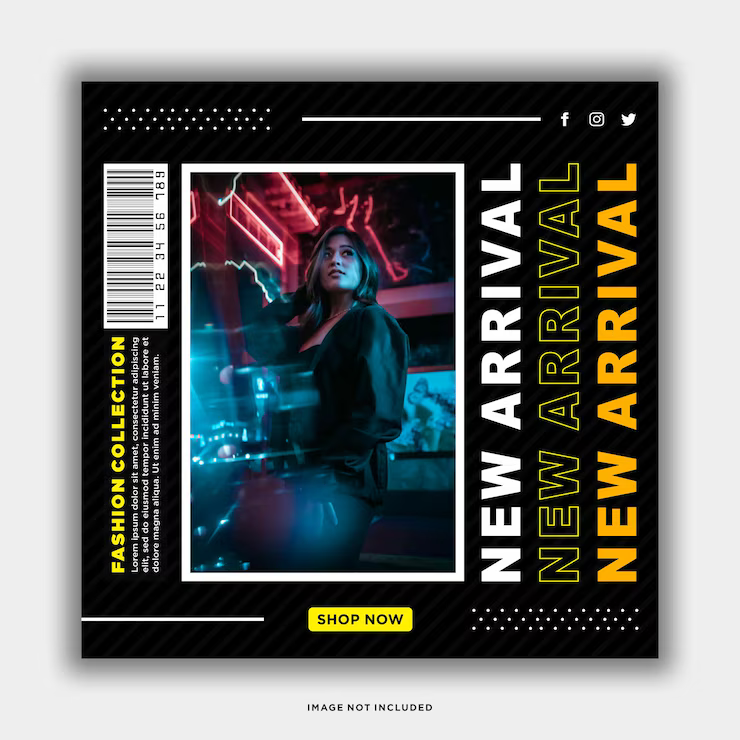 11 22 34 56 789
FASHION COLLECTION
Lorem ipsum dolor sit amet, consectetur adipiscing
elit, sed do eiusmod tempor incididunt ut labore et
dolore magna aliqua. Ut enim ad minim veniam.
NEW ARRIVAL
NEW ARRIVAL
NEW ARRIVAL
SHOP NOW
IMAGE NOT INCLUDED